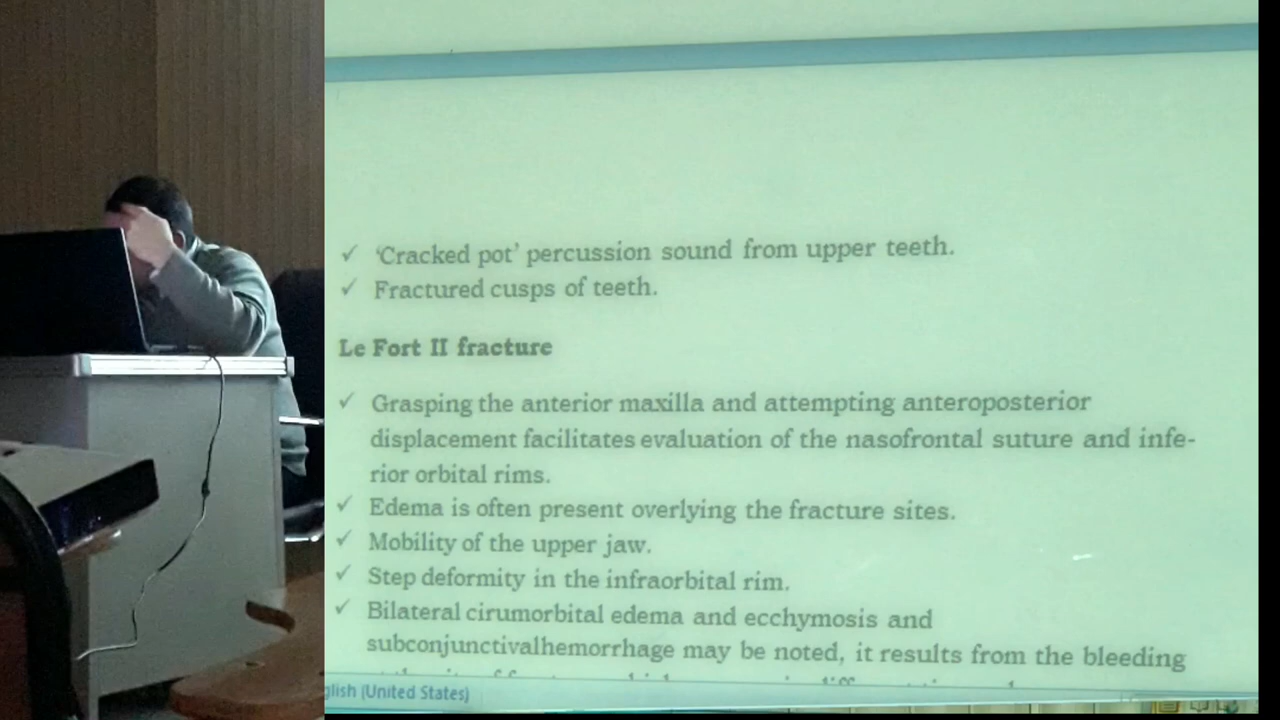 ✓ ‘Cracked pot’ percussion sound from upper teeth.
✓ Fractured cusps of teeth.
Le Fort II fracture
✓ Grasping the anterior maxilla and attempting anteroposterior
displacement facilitates evaluation of the nasofrontal suture and infe-
rior orbital rims.
✓ Edema is often present overlying the fracture sites.
✓ Mobility of the upper jaw.
✓ Step deformity in the infraorbital rim.
✓ Bilateral cirumorbital edema and ecchymosis and
subconjunctivalhemorrhage may be noted, it results from the bleeding
glish (United States)